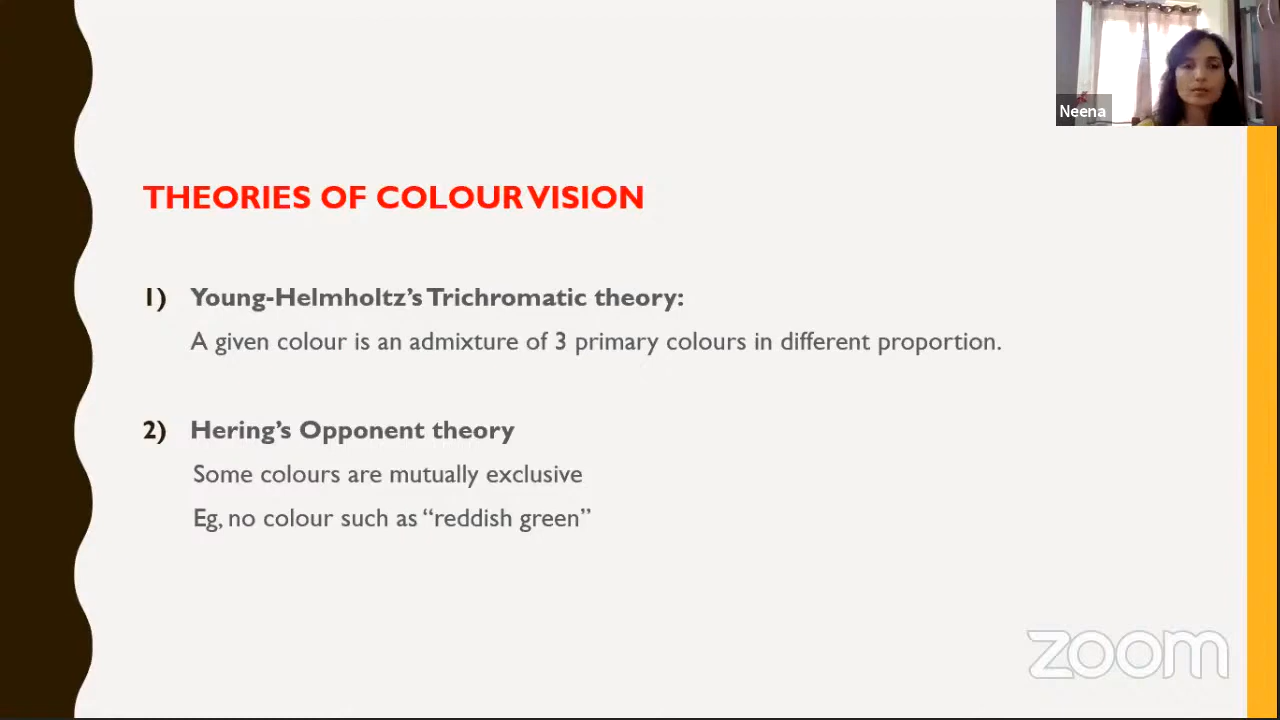 Neena
THEORIES OF COLOUR VISION
1) Young-Helmholtz's Trichromatic theory:
A given colour is an admixture of 3 primary colours in different proportion.
2) Hering's Opponent theory
Some colours are mutually exclusive
Eg, no colour such as “reddish green”
zoom